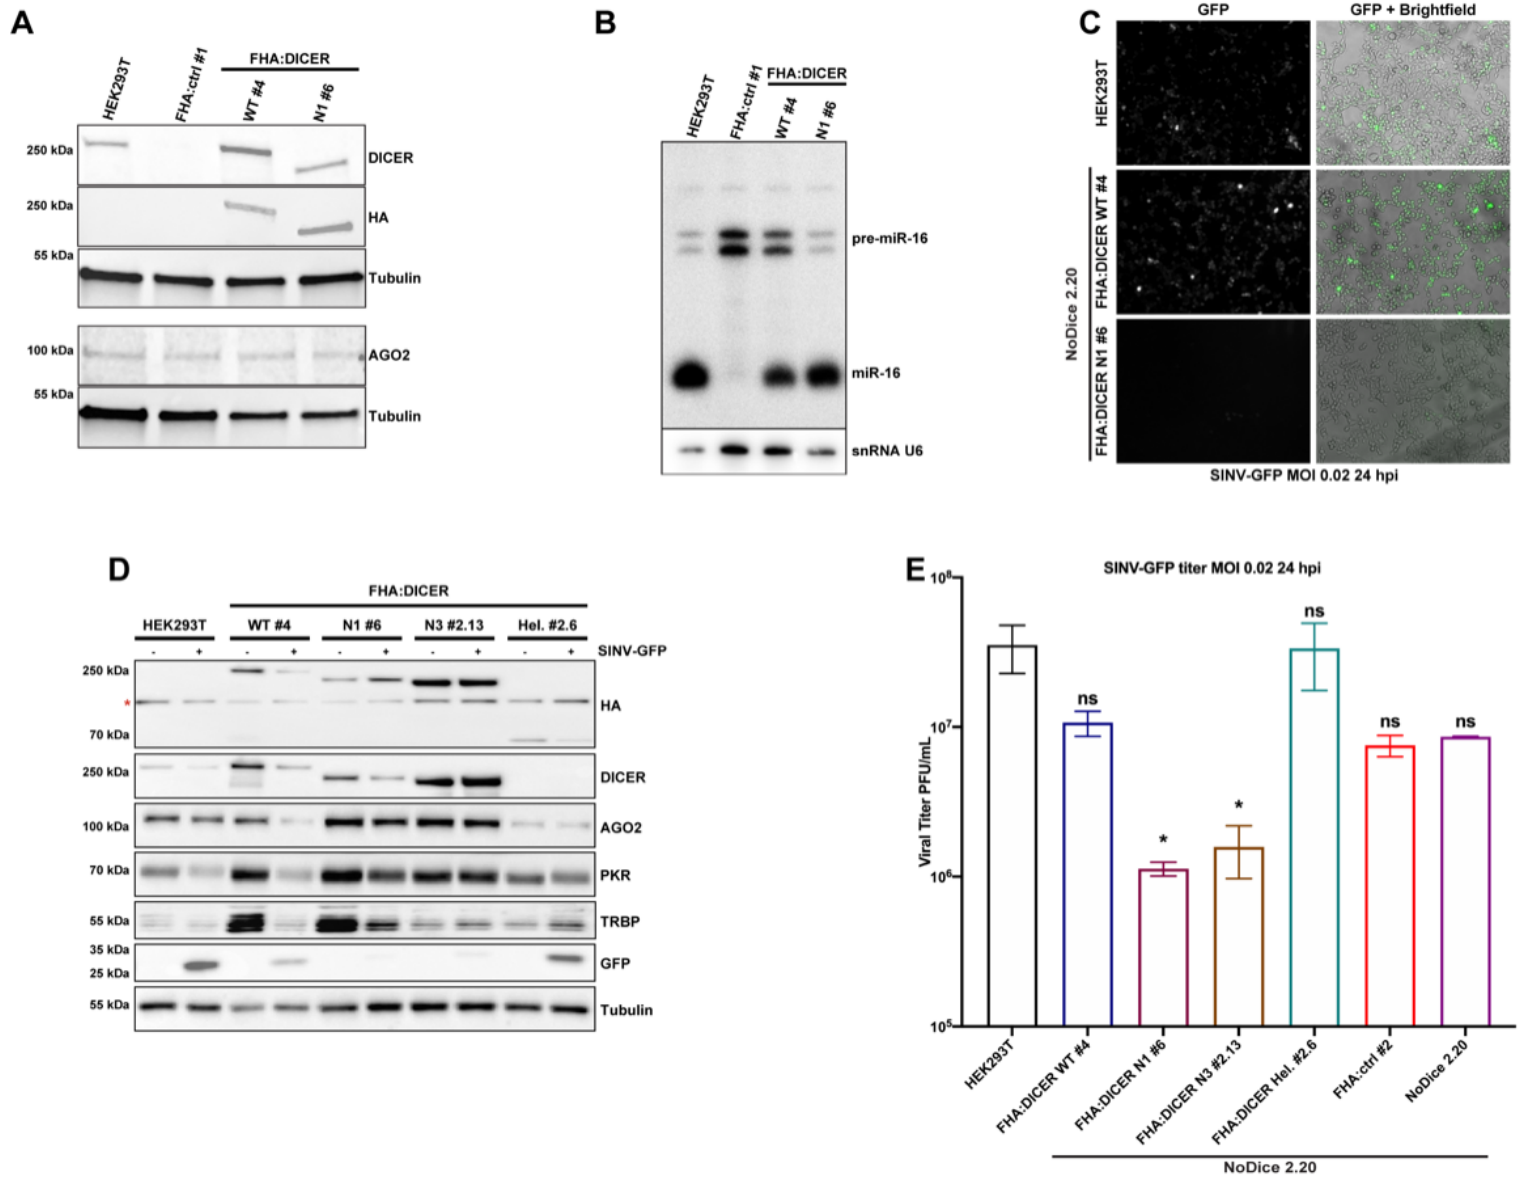 A
HEK293T
FHA:ctrl #1
FHA:DICER
WT #4
N1 #6
250 kDa
DICER
250 kDa
HA
55 kDa
Tubulin
100 kDa
AGO2
55 kDa
Tubulin
B
HEK293T
FHA:ctrl #1
FHA:DICER
WT #4
N1 #6
pre-miR-16
miR-16
snRNA U6
C
GFP
GFP + Brightfield
HEK293T
NoDice 2.20
FHA:DICER WT #4
FHA:DICER N1 #6
SINV-GFP MOI 0.02 24 hpi
D
FHA:DICER
HEK293T WT #4 N1 #6 N3 #2.13 Hel. #2.6
- + - + - + - + - + SINV-GFP
250 kDa
*
HA
70 kDa
250 kDa
DICER
100 kDa
AGO2
70 kDa
PKR
55 kDa
TRBP
35 kDa
GFP
25 kDa
55 kDa
Tubulin
E
SINV-GFP titer MOI 0.02 24 hpi
Viral Titer PFU/mL
10⁸
10⁷
10⁶
10⁵
ns
*
*
ns
ns
ns
HEK293T
FHA:DICER WT #4
FHA:DICER N1 #6
FHA:DICER N3 #2.13
FHA:DICER Hel. #2.6
FHA:ctrl #2
NoDice 2.20
NoDice 2.20